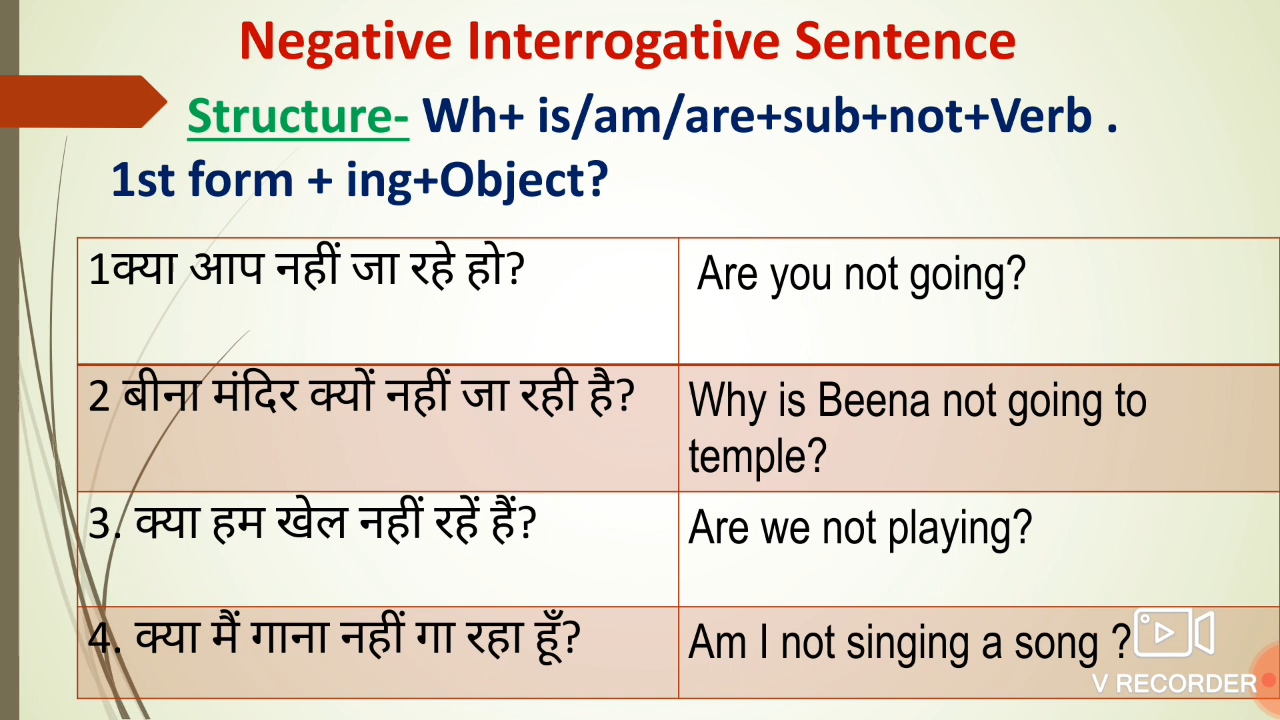 Negative Interrogative Sentence
Structure- Wh+ is/am/are+sub+not+Verb .
1st form + ing+Object?
1क्या आप नहीं जा रहे हो?
Are you not going?
2 बीना मंदिर क्यों नहीं जा रही है?
Why is Beena not going to
temple?
3. क्या हम खेल नहीं रहें हैं?
Are we not playing?
4. क्या मैं गाना नहीं गा रहा हूँ?
Am I not singing a song ?
V RECORDER